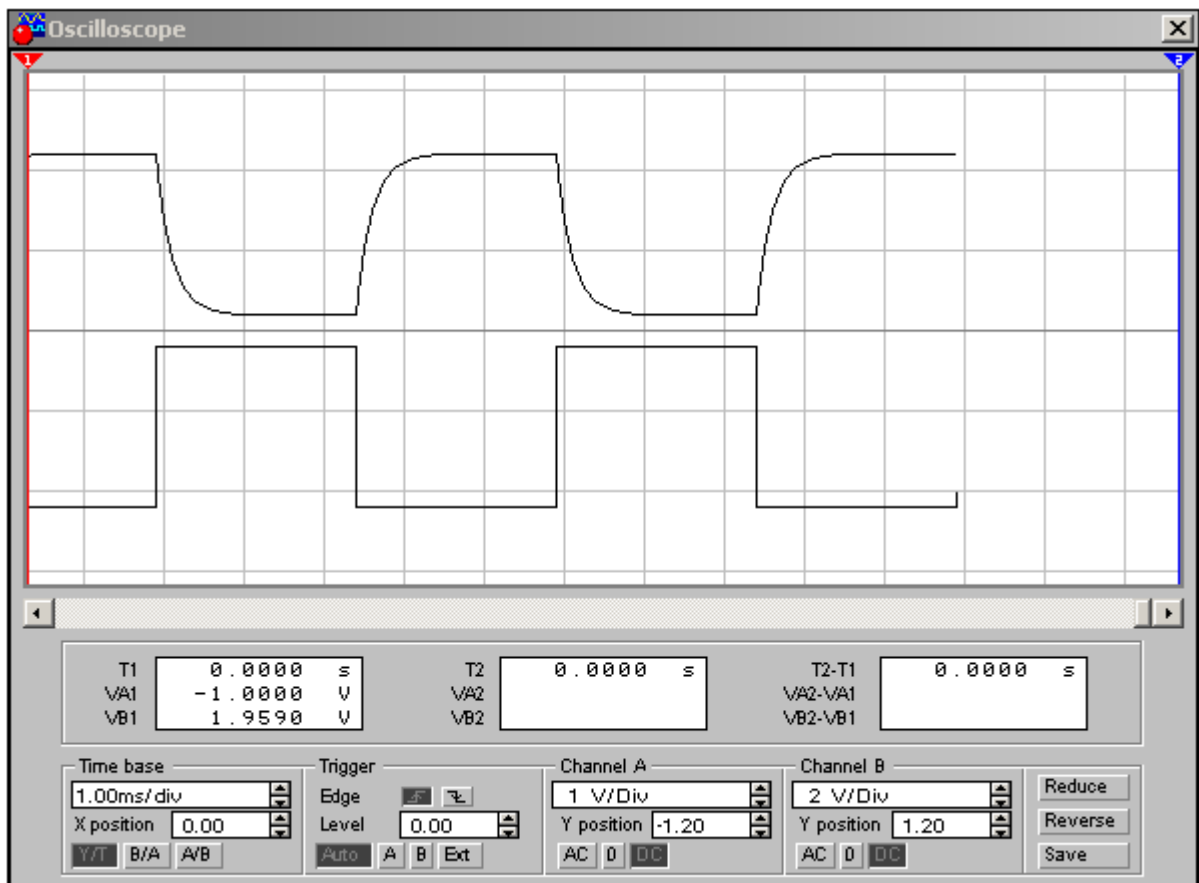 Oscilloscope
1 2
T1 0.0000 s T2 0.0000 s T2-T1 0.0000 s
VA1 -1.0000 V VA2 VA2-VA1
VB1 1.9590 V VB2 VB2-VB1
Time base Trigger Channel A Channel B
1.00ms/div Edge 1 V/Div 2 V/Div Reduce
X position 0.00 Level 0.00 Y position -1.20 Y position 1.20 Reverse
Y/T B/A A/B Auto A B Ext AC 0 DC AC 0 DC Save